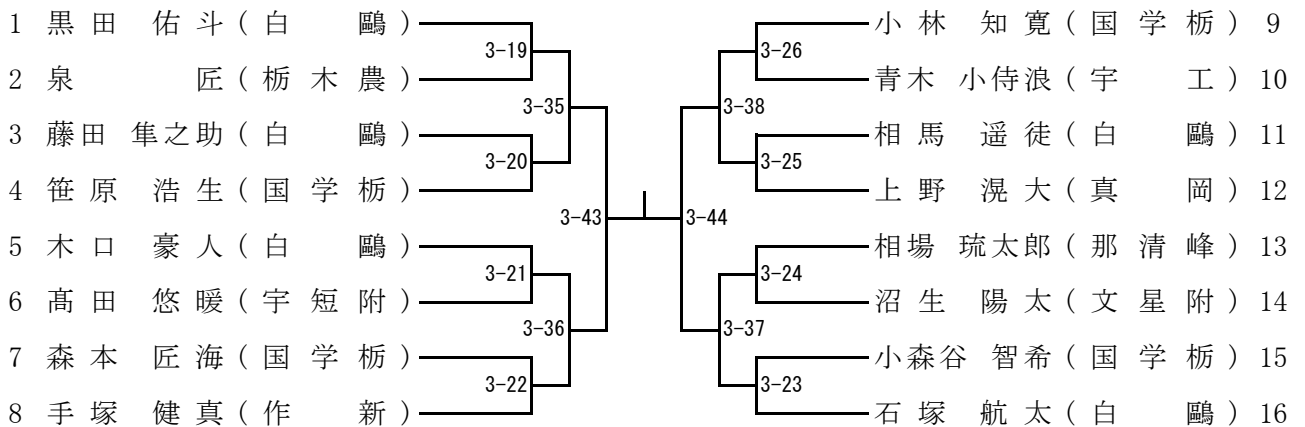 1 黒田 佑斗(白 鷗) 小林 知寛(国学栃) 9
3-19 3-26
2 泉 匠(栃木農) 青木 小侍浪(宇 工) 10
3-35 3-38
3 藤田 隼之助(白 鷗) 相馬 遥徒(白 鷗) 11
3-20 3-25
4 笹原 浩生(国学栃) 上野 滉大(真 岡) 12
3-43 3-44
5 木口 豪人(白 鷗) 相場 琉太郎(那清峰) 13
3-21 3-24
6 髙田 悠暖(宇短附) 沼生 陽太(文星附) 14
3-36 3-37
7 森本 匠海(国学栃) 小森谷 智希(国学栃) 15
3-22 3-23
8 手塚 健真(作 新) 石塚 航太(白 鷗) 16